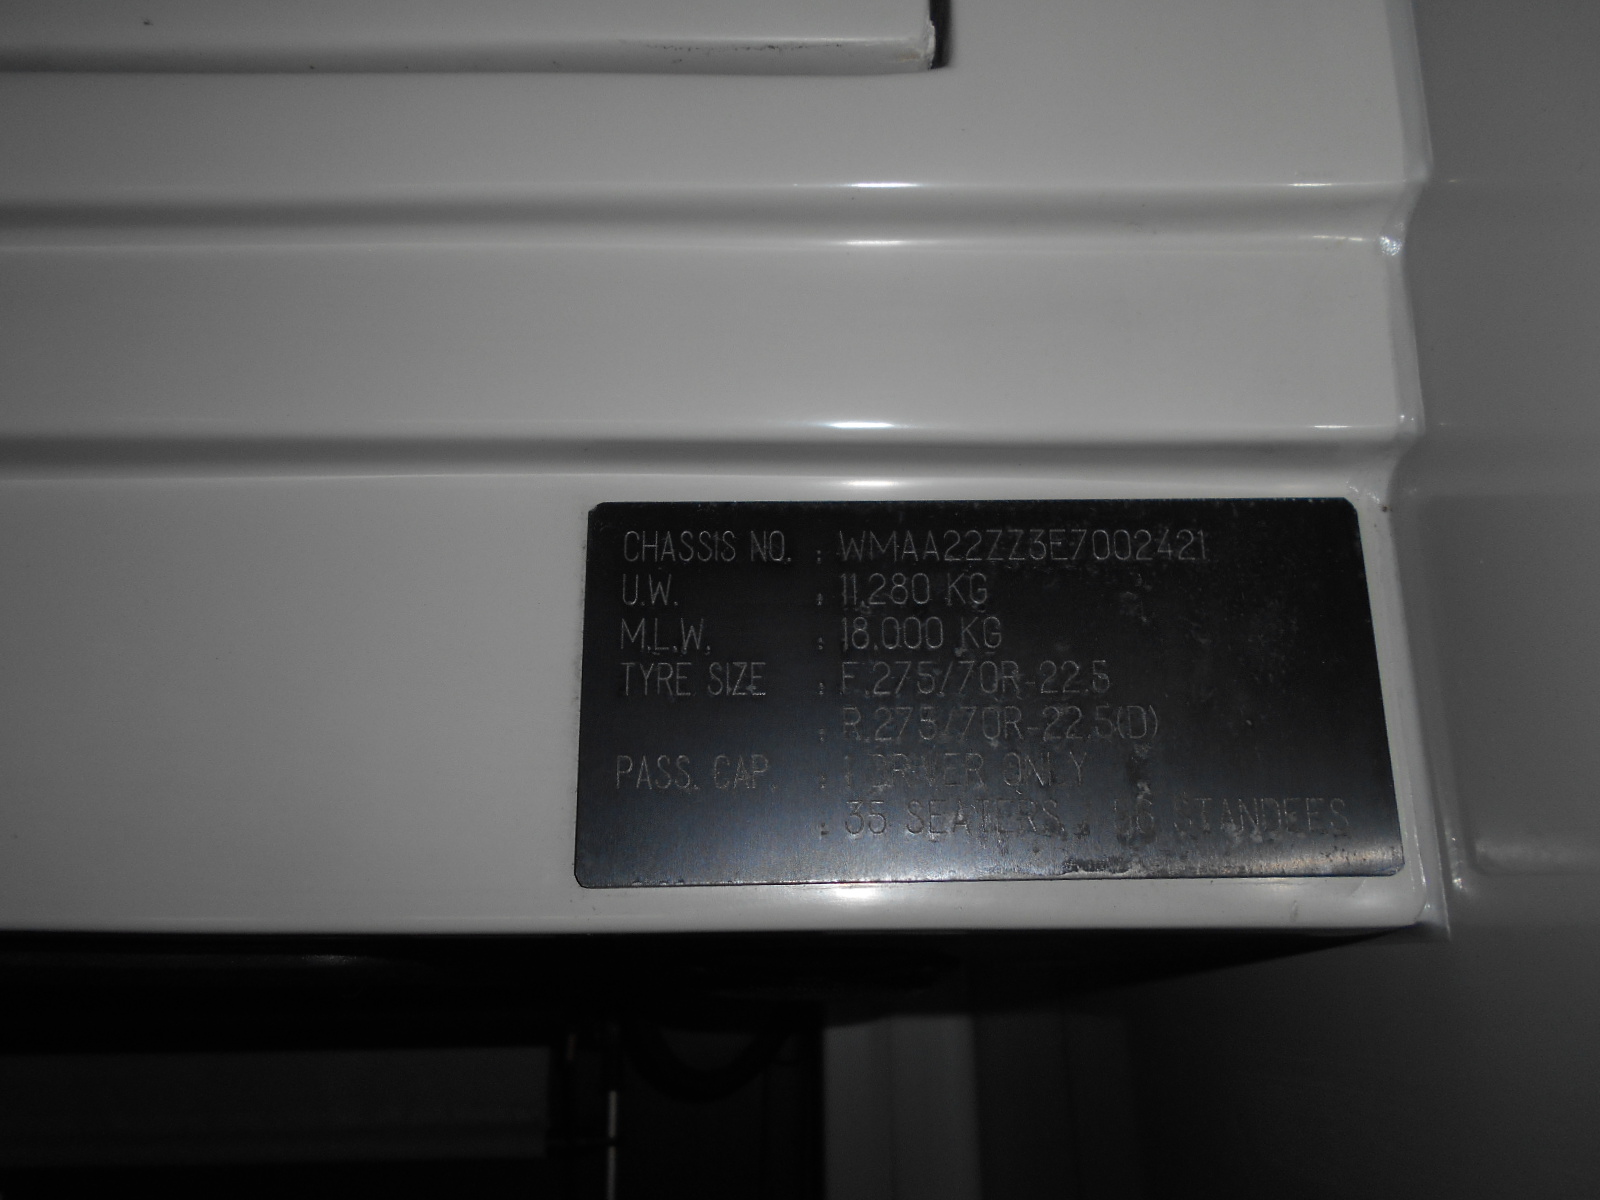 CHASSIS NO. : WMAA22ZZ3E7002421
U.W. : 11,280 KG
M.L.W. : 18,000 KG
TYRE SIZE : F.275/70R-22.5
: R.275/70R-22.5(D)
PASS. CAP. : 1 DRIVER ONLY
: 35 SEATERS STANDEES